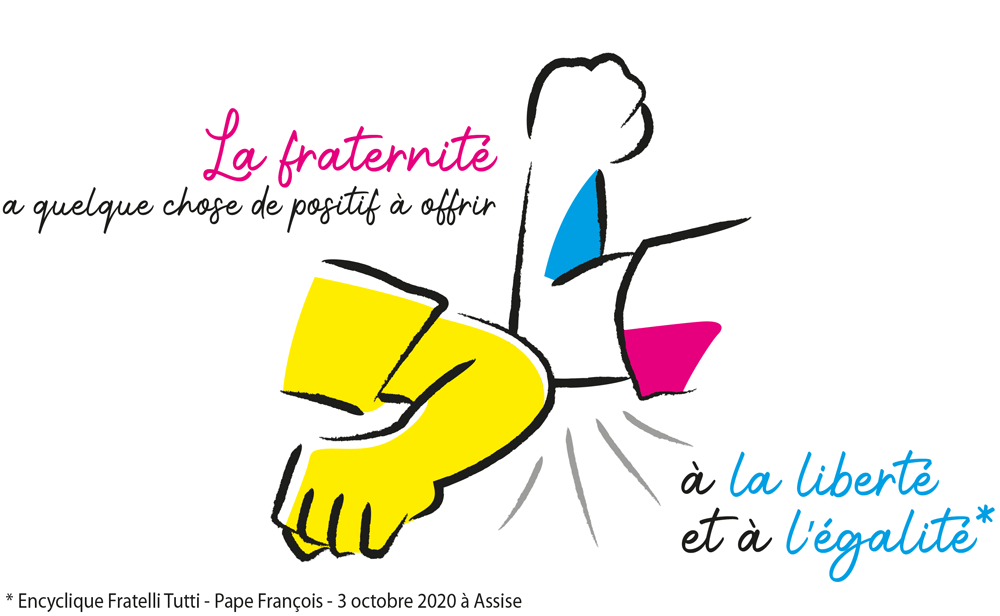 La fraternité
a quelque chose de positif à offrir
à la liberté
et à l'égalité*
* Encyclique Fratelli Tutti - Pape François - 3 octobre 2020 à Assise